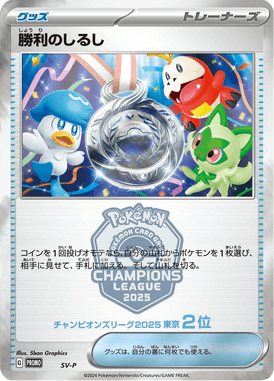 グッズ
トレーナーズ
勝利のしるし
しょうり
Pokémon
POKÉMON CARD GAME
CHAMPIONS
LEAGUE
2025
コインを1回投げオモテなら、自分の山札からポケモンを1枚選び、
相手に見せて、手札に加える。そして山札を切る。
チャンピオンズリーグ2025 東京 2位
Illus. 5ban Graphics
G PROMO SV-P
グッズは、自分の番に何枚でも使える。
©2024 Pokémon/Nintendo/Creatures/GAME FREAK.